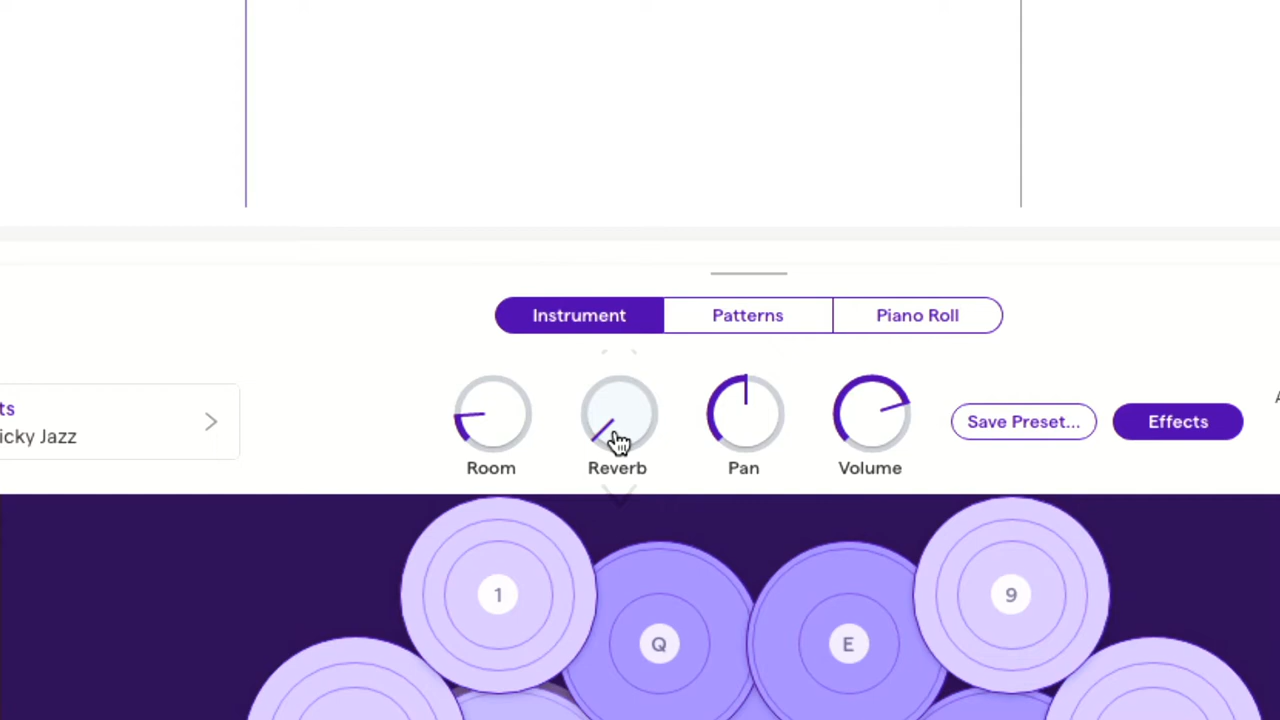 Instrument Patterns Piano Roll
ts
icky Jazz
Save Preset... Effects
Room Reverb Pan Volume
1 9
Q E